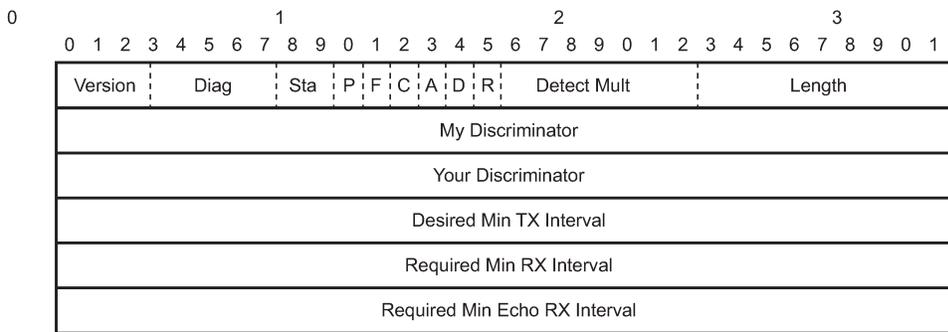 0 1 2 3
0 1 2 3 4 5 6 7 8 9 0 1 2 3 4 5 6 7 8 9 0 1 2 3 4 5 6 7 8 9 0 1
Version Diag Sta P F C A D R Detect Mult Length
My Discriminator
Your Discriminator
Desired Min TX Interval
Required Min RX Interval
Required Min Echo RX Interval